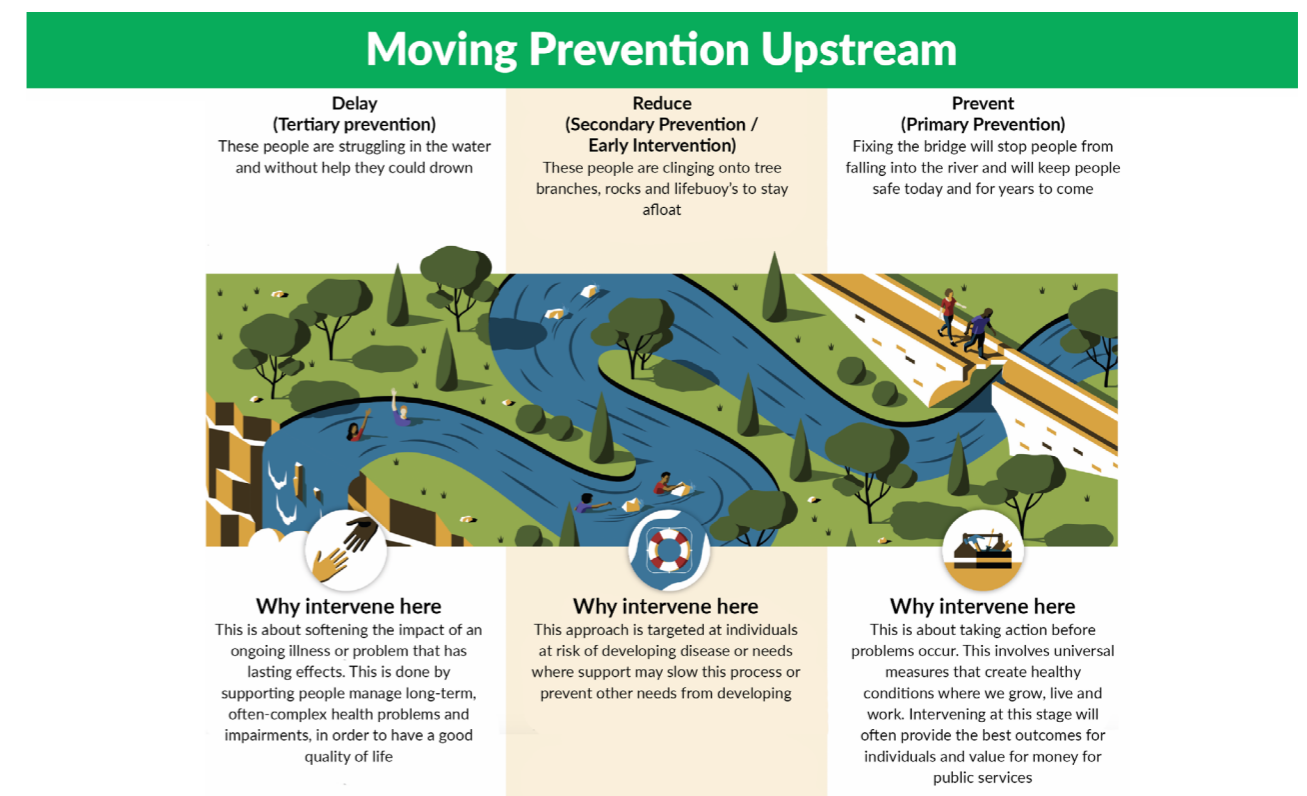 Moving Prevention Upstream
Delay
(Tertiary prevention)
These people are struggling in the water
and without help they could drown
Reduce
(Secondary Prevention /
Early Intervention)
These people are clinging onto tree
branches, rocks and lifebuoy's to stay
afloat
Prevent
(Primary Prevention)
Fixing the bridge will stop people from
falling into the river and will keep people
safe today and for years to come
Why intervene here
This is about softening the impact of an
ongoing illness or problem that has
lasting effects. This is done by
supporting people manage long-term,
often-complex health problems and
impairments, in order to have a good
quality of life
Why intervene here
This approach is targeted at individuals
at risk of developing disease or needs
where support may slow this process or
prevent other needs from developing
Why intervene here
This is about taking action before
problems occur. This involves universal
measures that create healthy
conditions where we grow, live and
work. Intervening at this stage will
often provide the best outcomes for
individuals and value for money for
public services